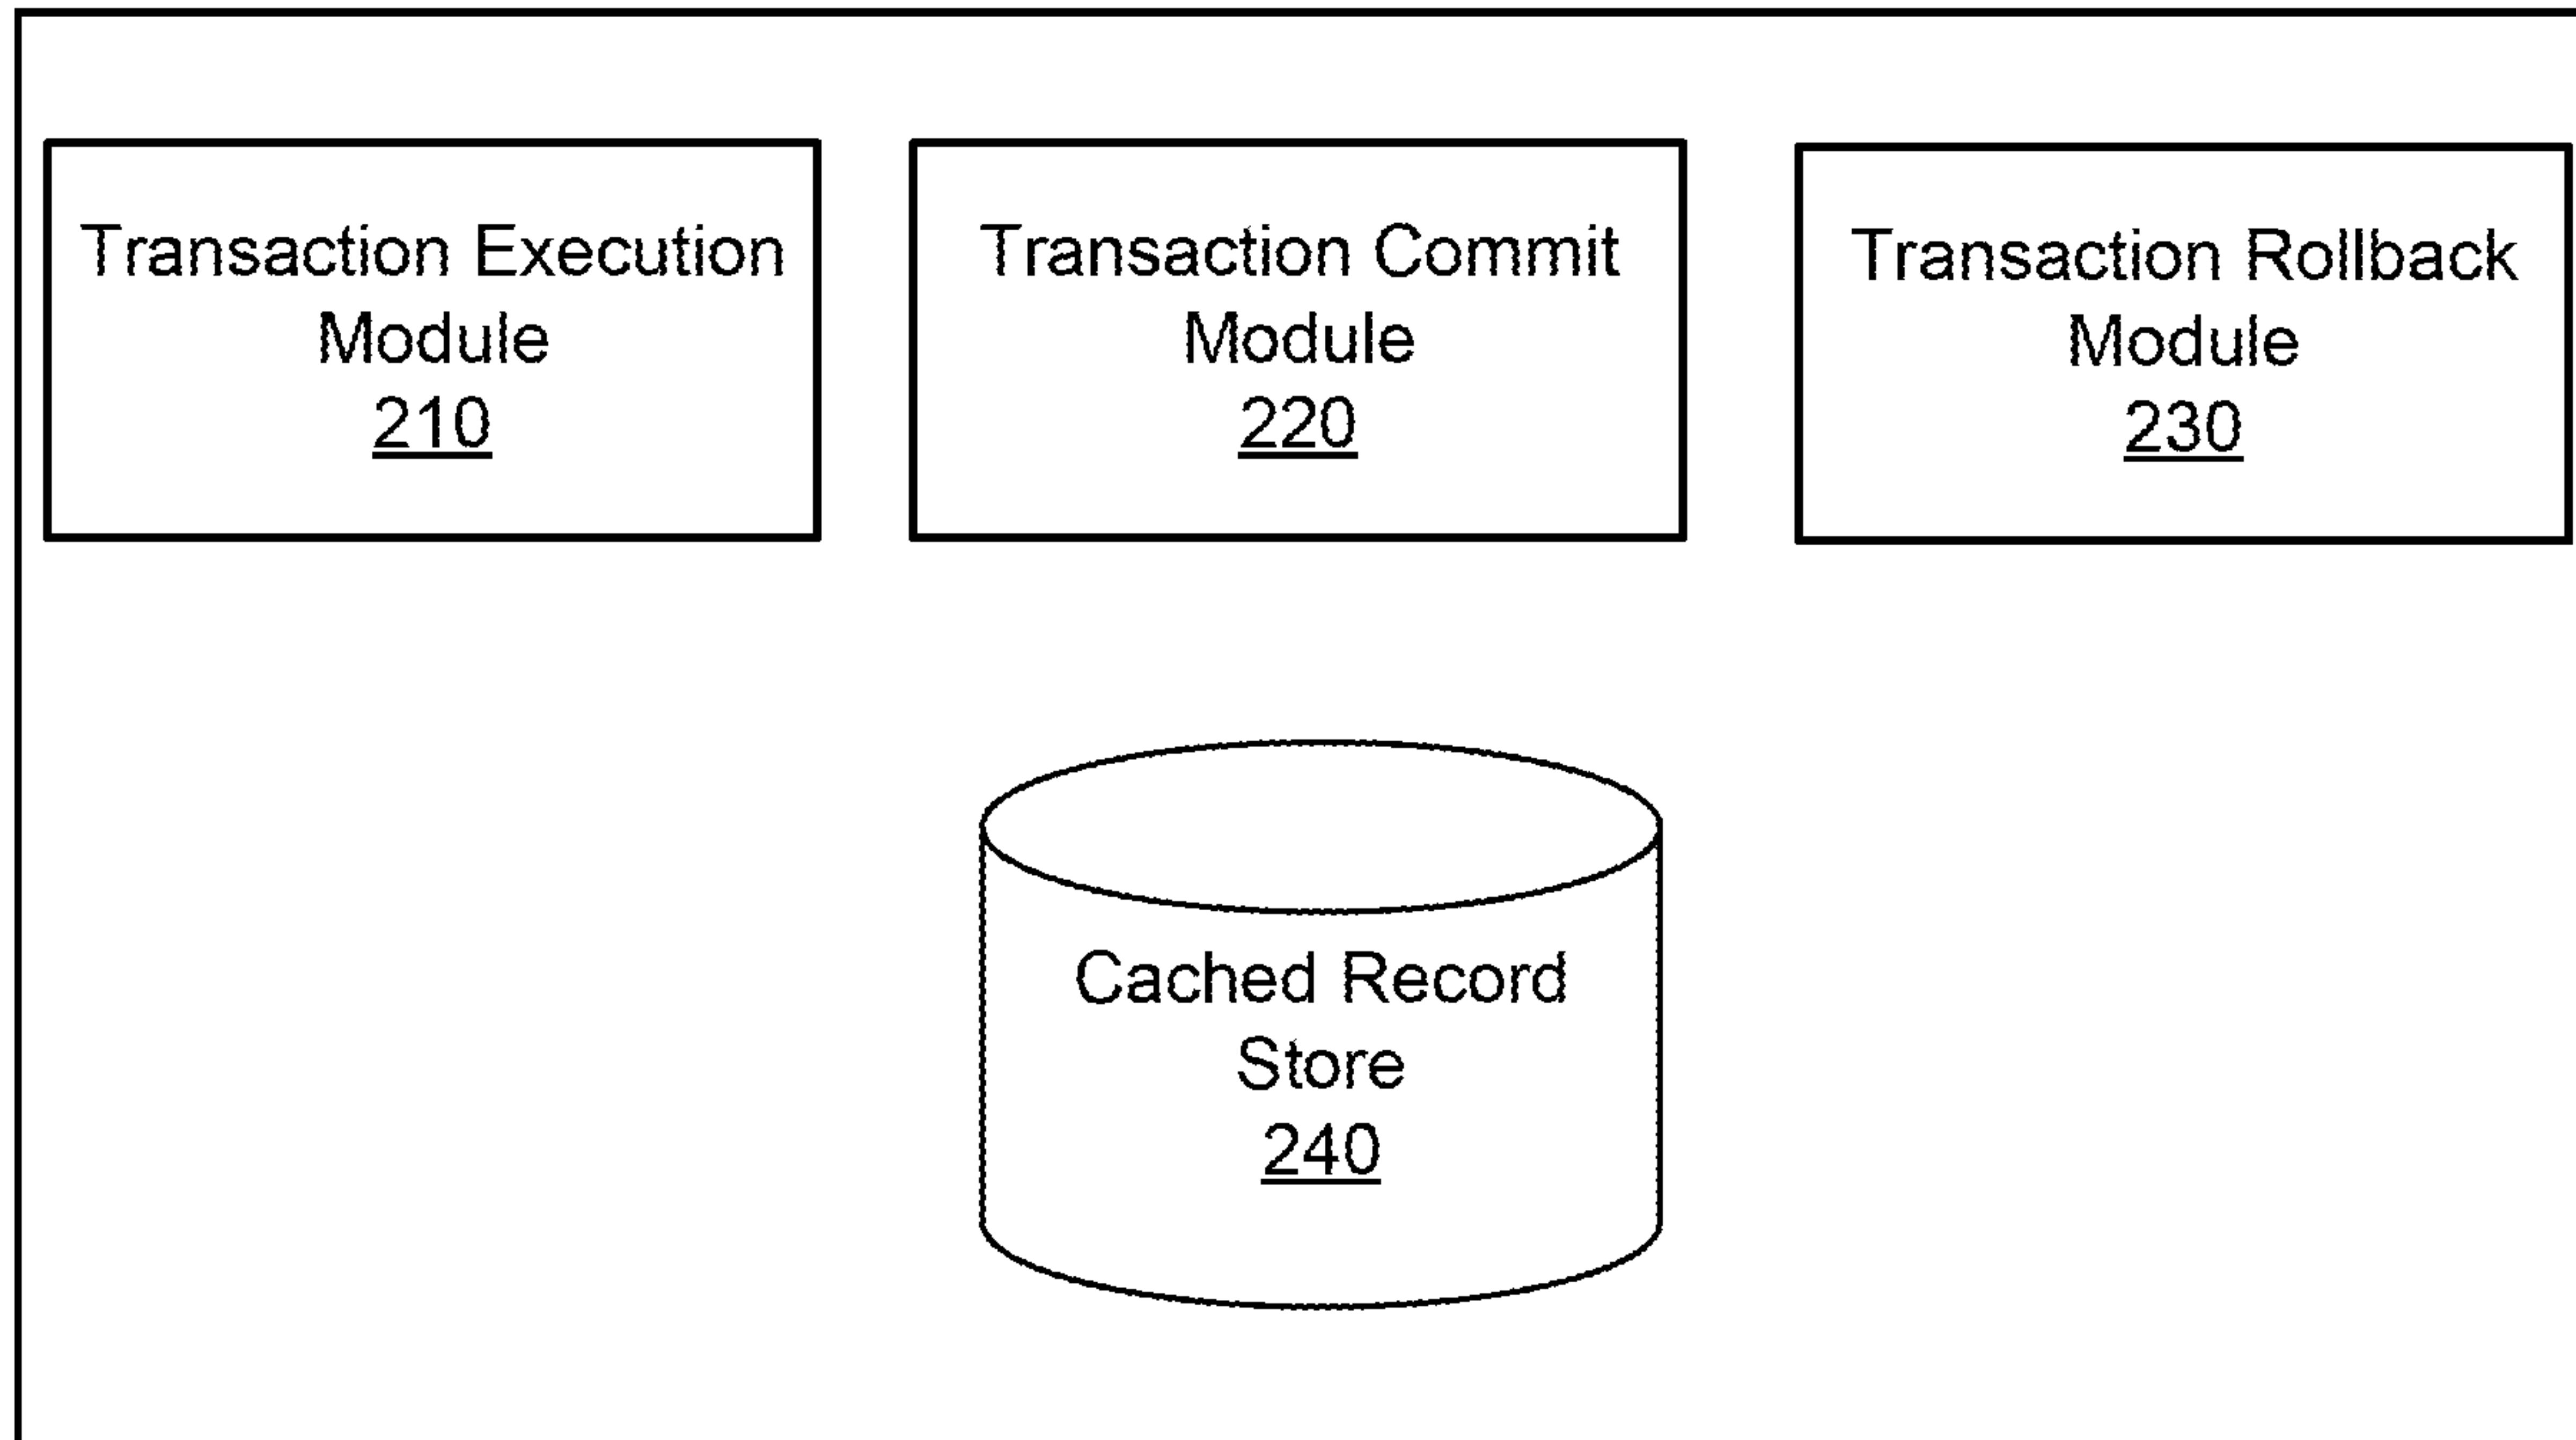 Transaction Execution
Module
210
Transaction Commit
Module
220
Transaction Rollback
Module
230
Cached Record
Store
240